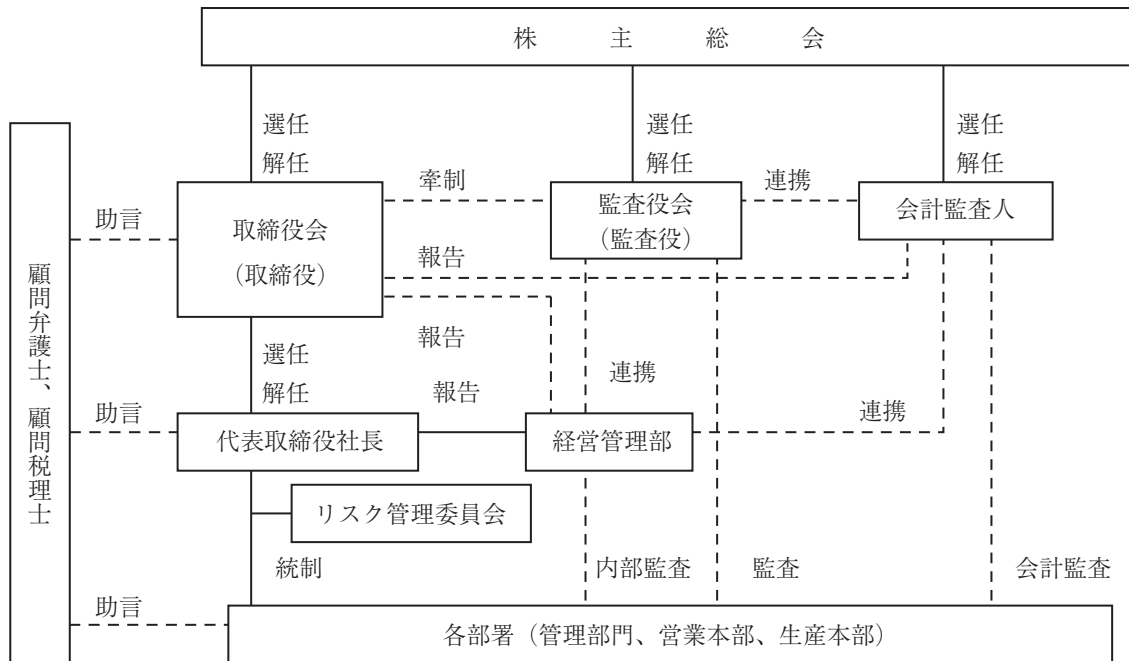 株主総会
選任
解任
選任
解任
選任
解任
牽制
連携
助言
取締役会
（取締役）
監査役会
（監査役）
会計監査人
報告
顧問弁護士、顧問税理士
選任
解任
報告
報告
連携
連携
助言
代表取締役社長
経営管理部
リスク管理委員会
統制
内部監査
監査
会計監査
助言
各部署（管理部門、営業本部、生産本部）